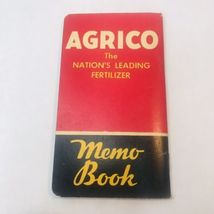 AGRICO
The
NATION'S LEADING
FERTILIZER
Memo
Book